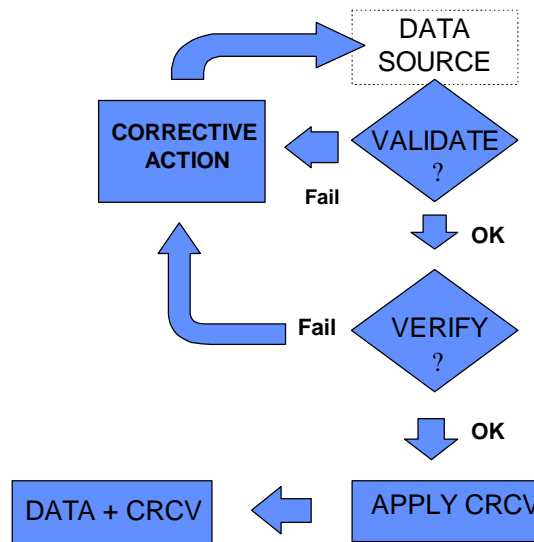 DATA
SOURCE
CORRECTIVE
ACTION
VALIDATE
?
Fail
OK
Fail
VERIFY
?
OK
DATA + CRCV
APPLY CRCV